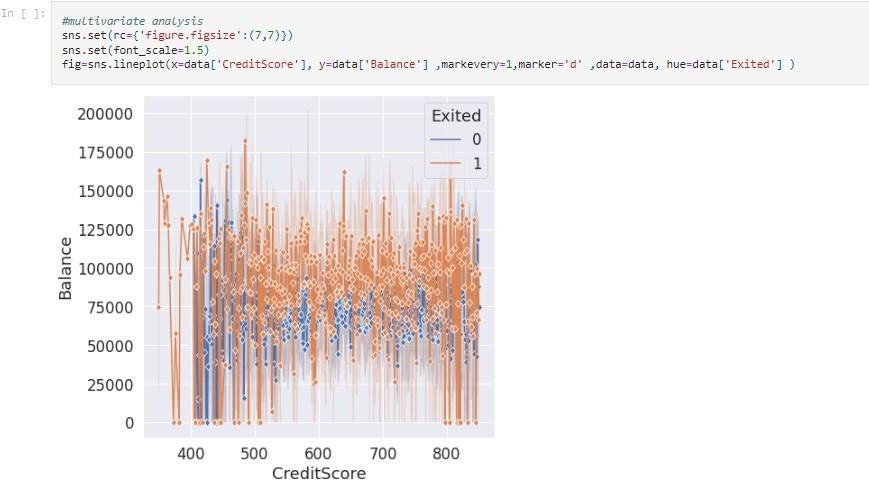 In [ ]:
#multivariate analysis
sns.set(rc={'figure.figsize':(7,7)})
sns.set(font_scale=1.5)
fig=sns.lineplot(x=data['CreditScore'], y=data['Balance'] ,markevery=1,marker='d' ,data=data, hue=data['Exited'] )
Exited
0
1
200000
175000
150000
125000
100000
75000
50000
25000
0
Balance
400 500 600 700 800
CreditScore